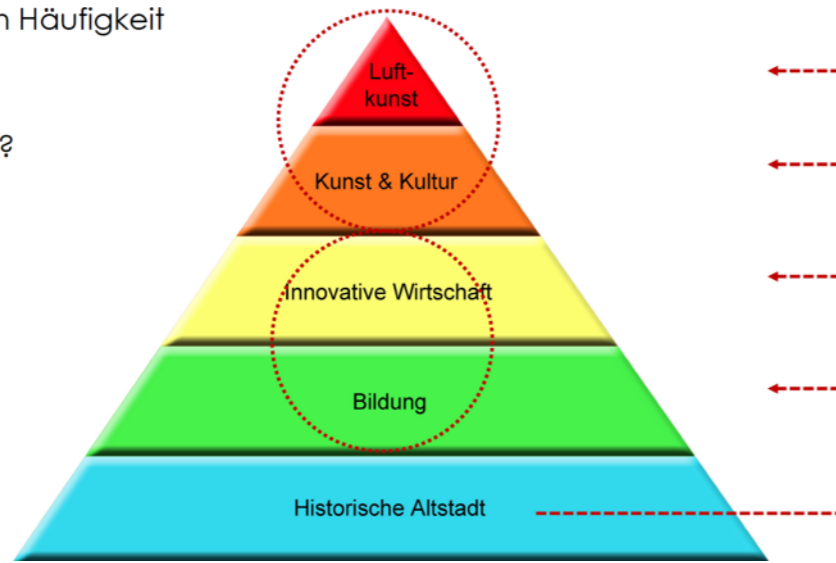 Häufigkeit
?
Luft-
kunst
Kunst & Kultur
Innovative Wirtschaft
Bildung
Historische Altstadt